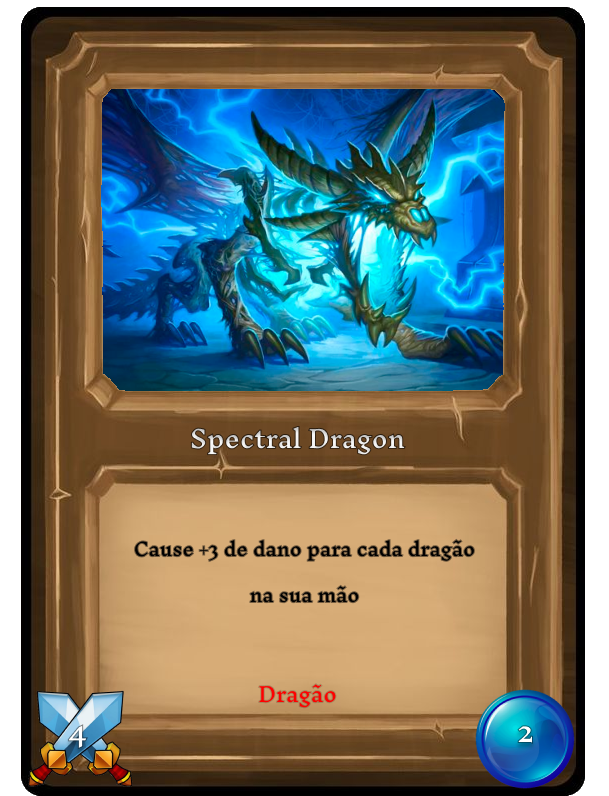 Spectral Dragon
Cause +3 de dano para cada dragão
na sua mão
Dragão
4
2